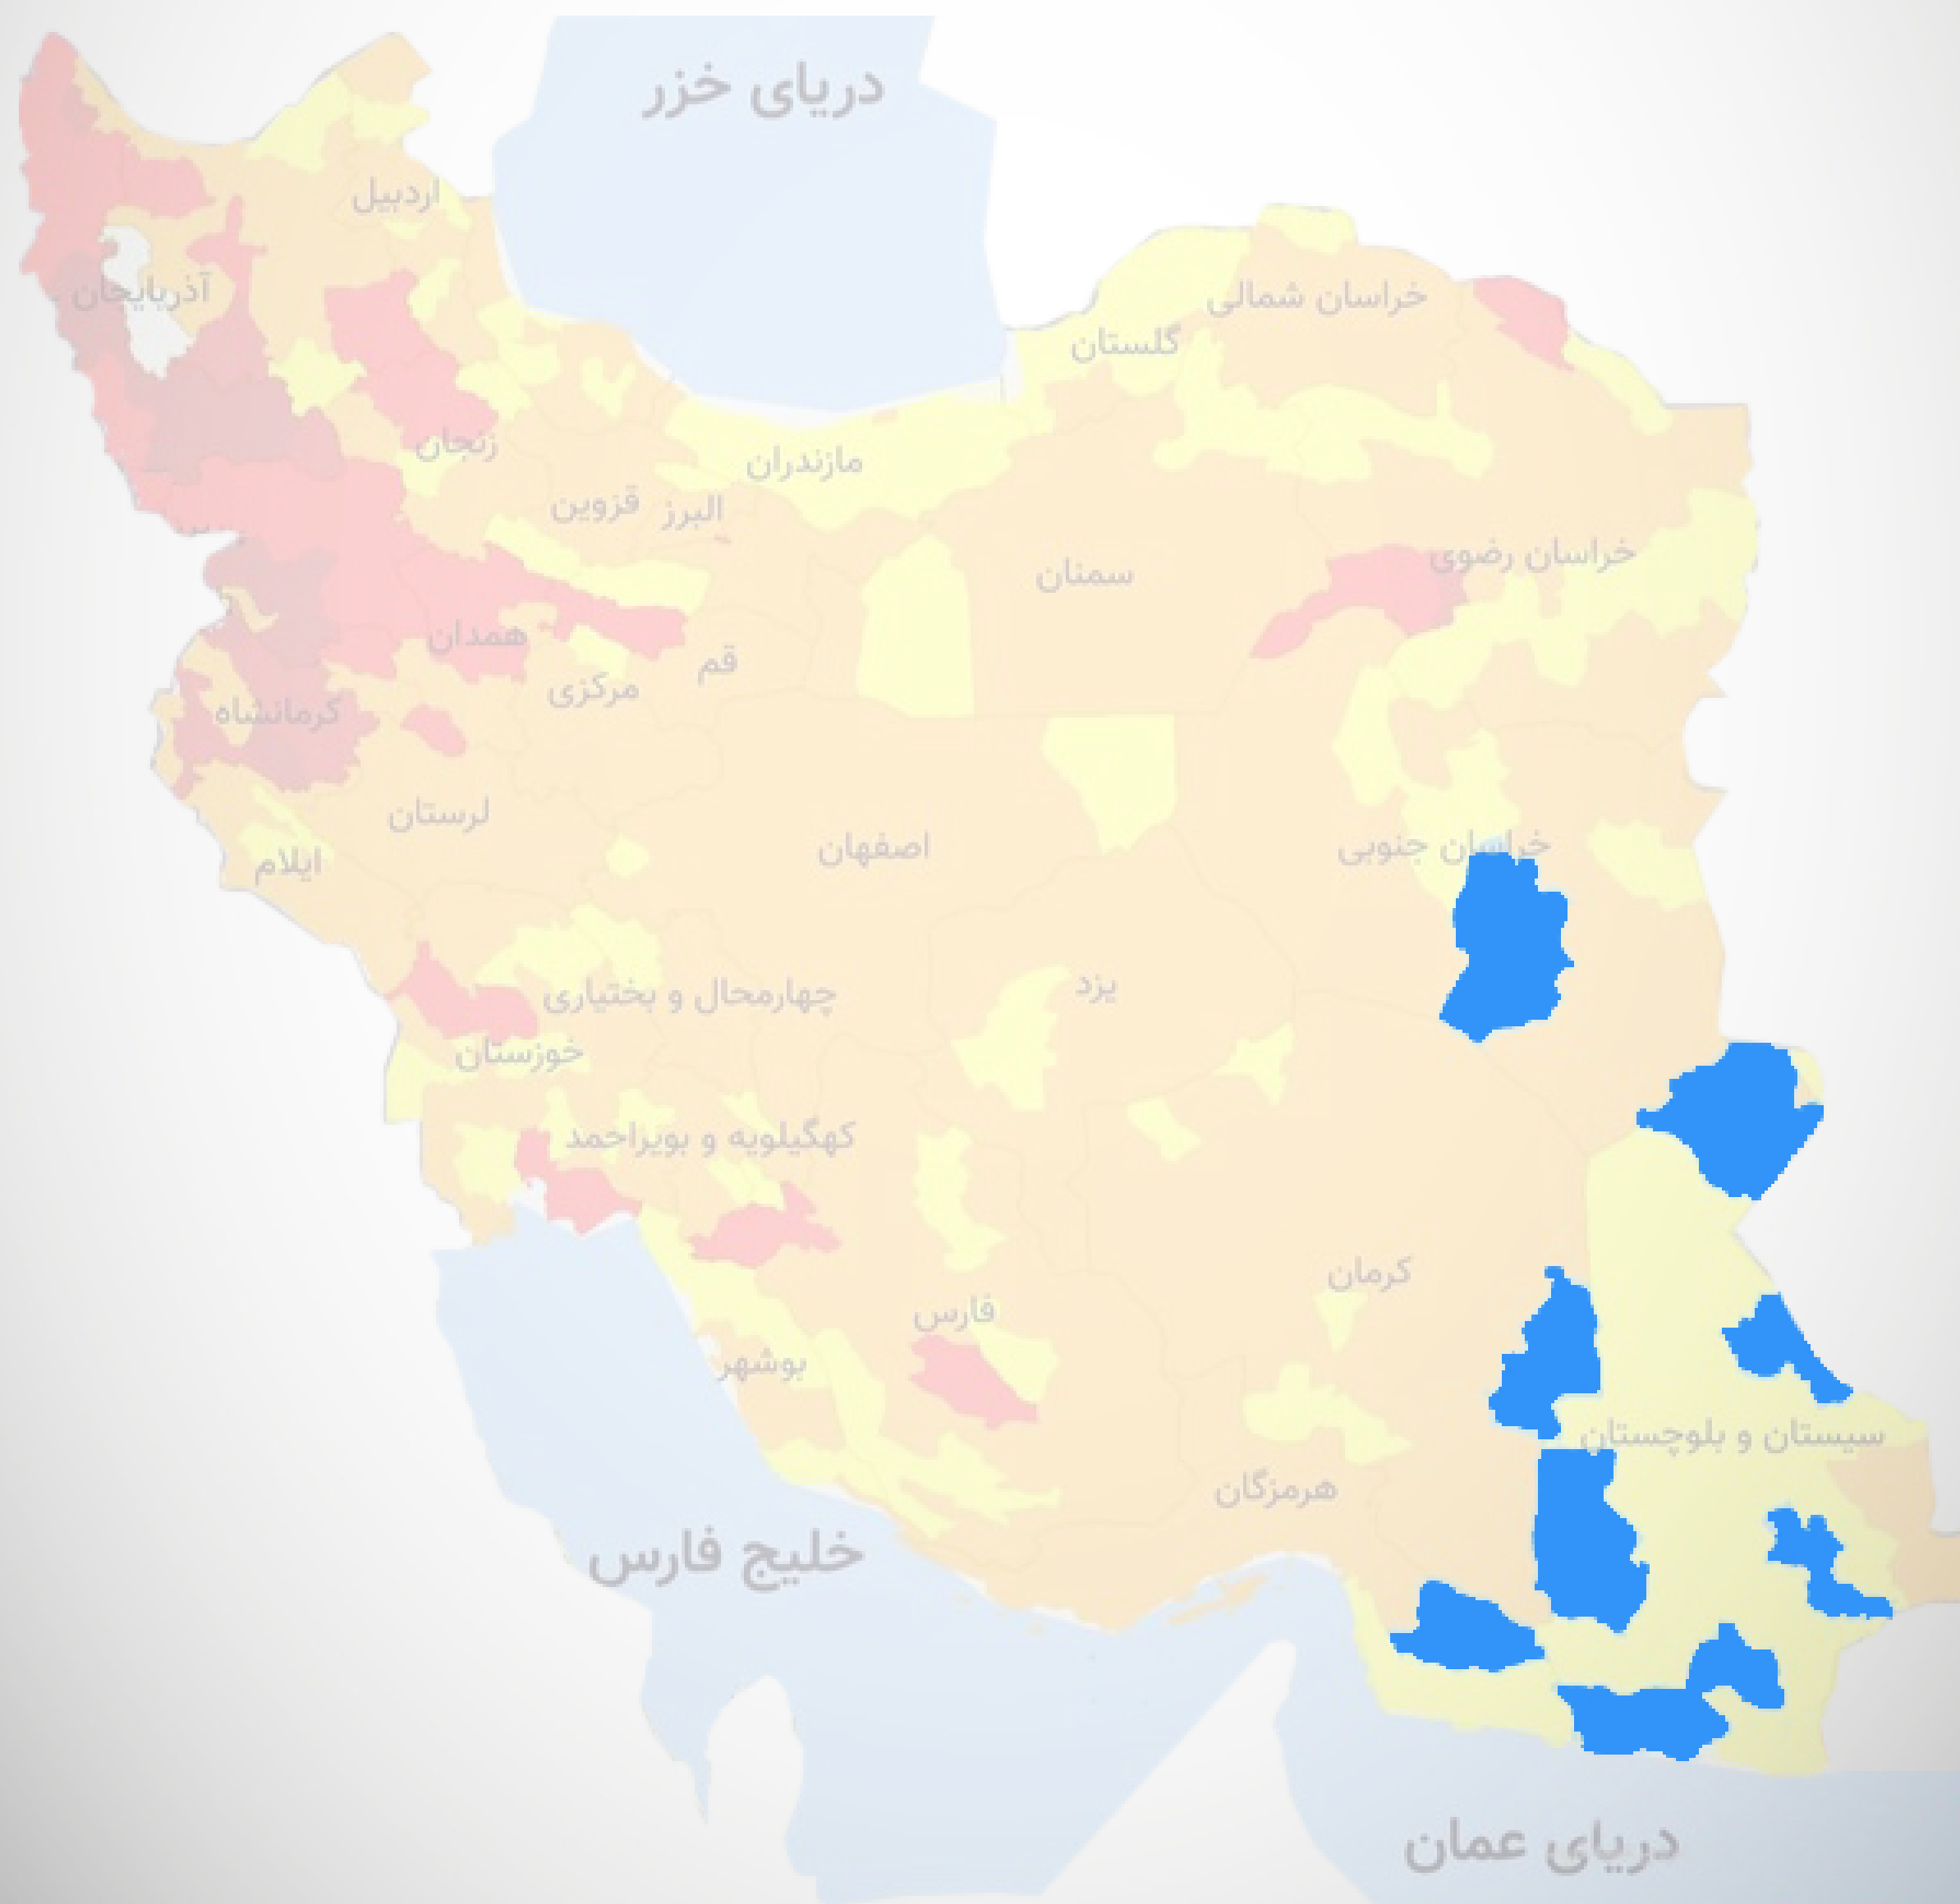 دریای خزر
اردبیل
آذربایجان
خراسان شمالی
گلستان
زنجان
مازندران
قزوین
البرز
سمنان
خراسان رضوی
همدان
قم
مرکزی
کرمانشاه
لرستان
ایلام
اصفهان
خراسان جنوبی
یزد
چهارمحال و بختیاری
خوزستان
کهگیلویه و بویراحمد
کرمان
فارس
بوشهر
سیستان و بلوچستان
هرمزگان
خلیج فارس
دریای عمان